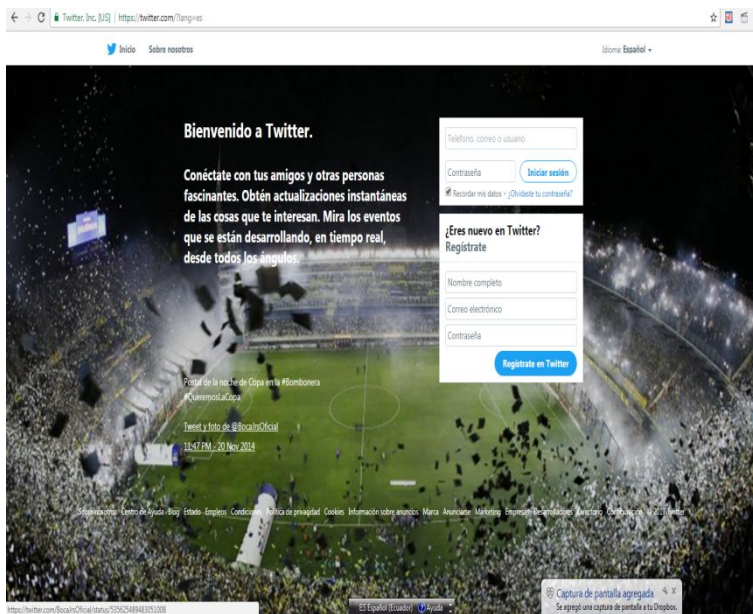 Twitter, Inc. [US] | https://twitter.com/?lang=es
Inicio Sobre nosotros Idioma: Español
Bienvenido a Twitter.
Conéctate con tus amigos y otras personas
fascinantes. Obtén actualizaciones instantáneas
de las cosas que te interesan. Mira los eventos
que se están desarrollando, en tiempo real,
desde todos los ángulos.
Teléfono, correo o usuario
Contraseña Iniciar sesión
Recordar mis datos · ¿Olvidaste tu contraseña?
¿Eres nuevo en Twitter?
Regístrate
Nombre completo
Correo electrónico
Contraseña
Regístrate en Twitter
Postal de la noche de Copa en la #Bombonera
#QueremosLaCopa
Tweet y foto de @BocaJrsOficial
11:47 PM - 20 Nov 2014
Sobre nosotros Centro de Ayuda Blog Estado Empleos Condiciones Política de privacidad Cookies Información sobre anuncios Marca Anunciarse Marketing Empresas Desarrolladores Directorio Configuración © 2017 Twitter
Captura de pantalla agregada
Se agregó una captura de pantalla a tu Dropbox.
https://twitter.com/BocaJrsOficial/status/535625489483051008
ES Español (Ecuador) Ayuda